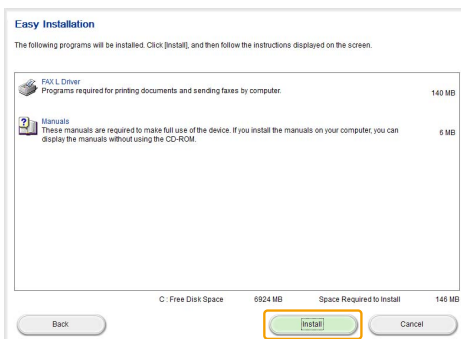 Easy Installation
The following programs will be installed. Click [Install], and then follow the instructions displayed on the screen.
FAX L Driver
Programs required for printing documents and sending faxes by computer.
140 MB
Manuals
These manuals are required to make full use of the device. If you install the manuals on your computer, you can
display the manuals without using the CD-ROM.
6 MB
C : Free Disk Space 6924 MB Space Required to Install 146 MB
Back Install Cancel